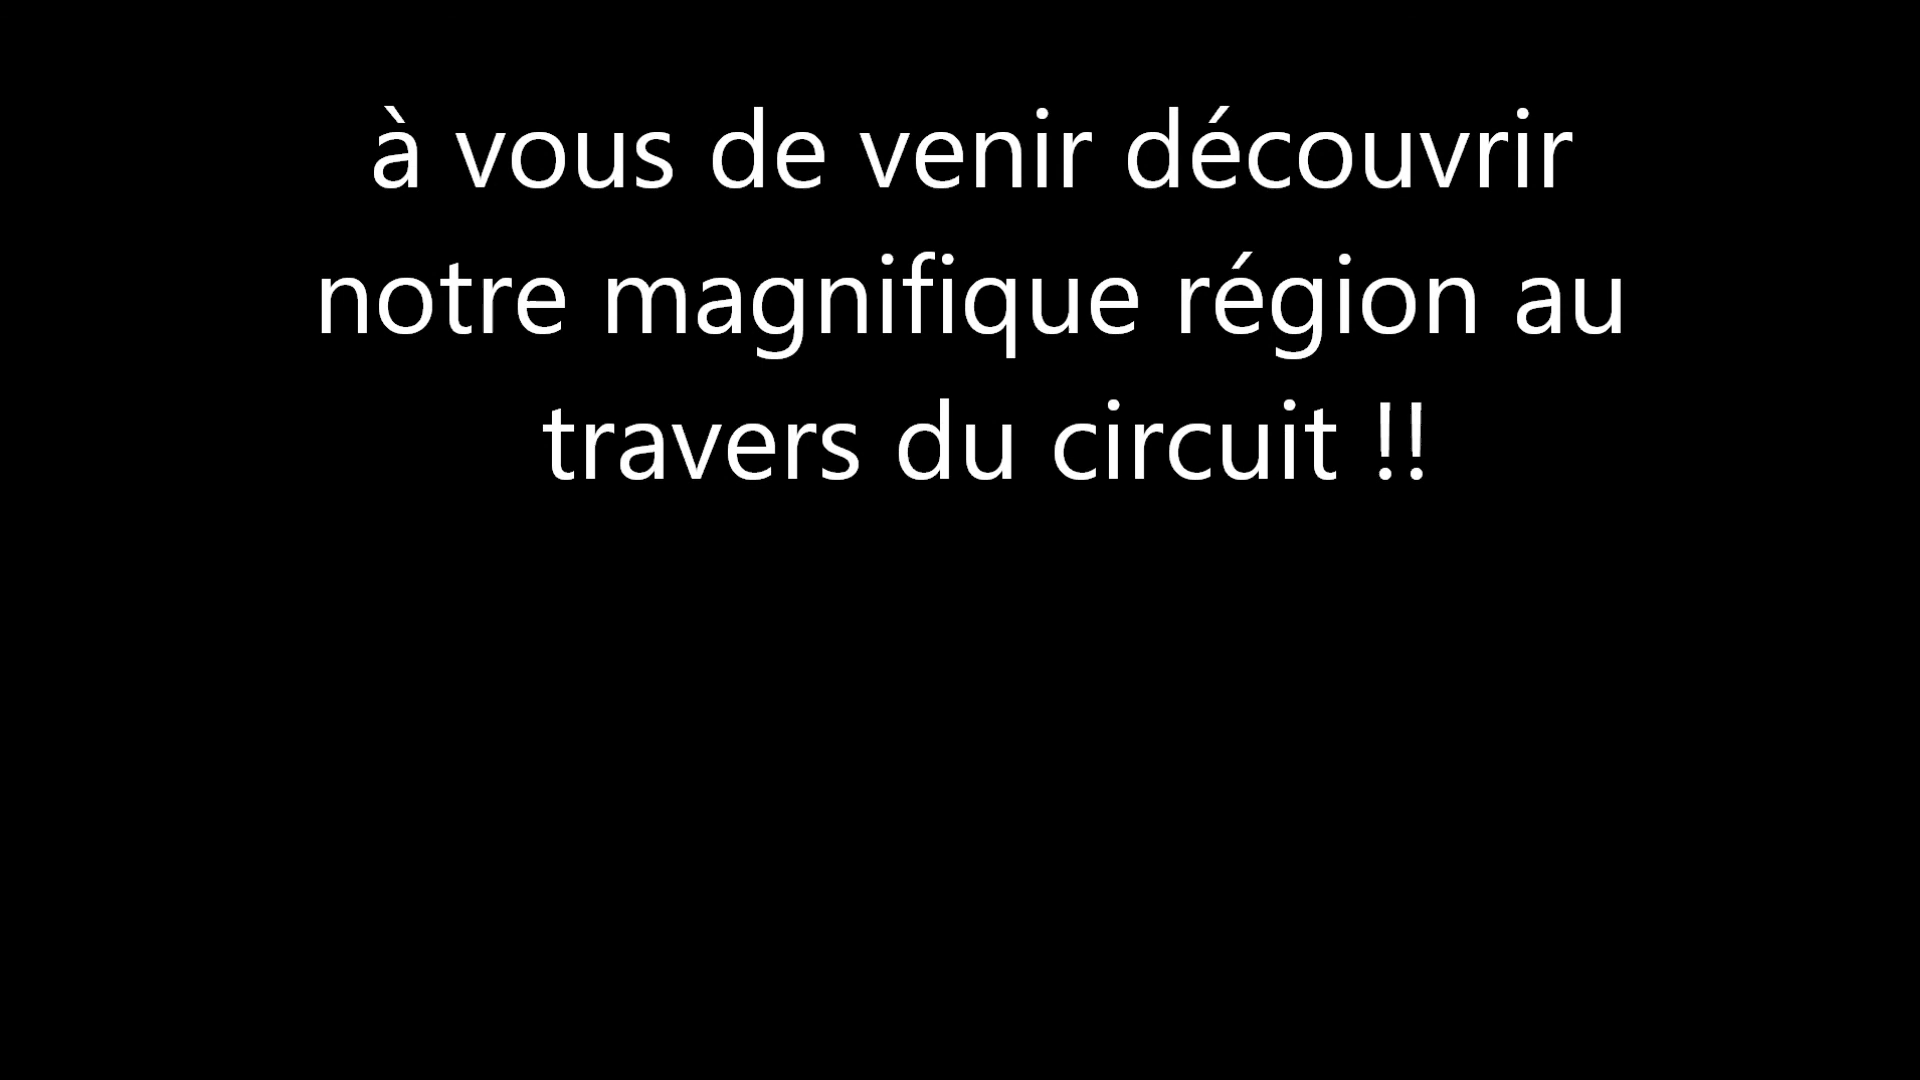 à vous de venir découvrir
notre magnifique région au
travers du circuit !!